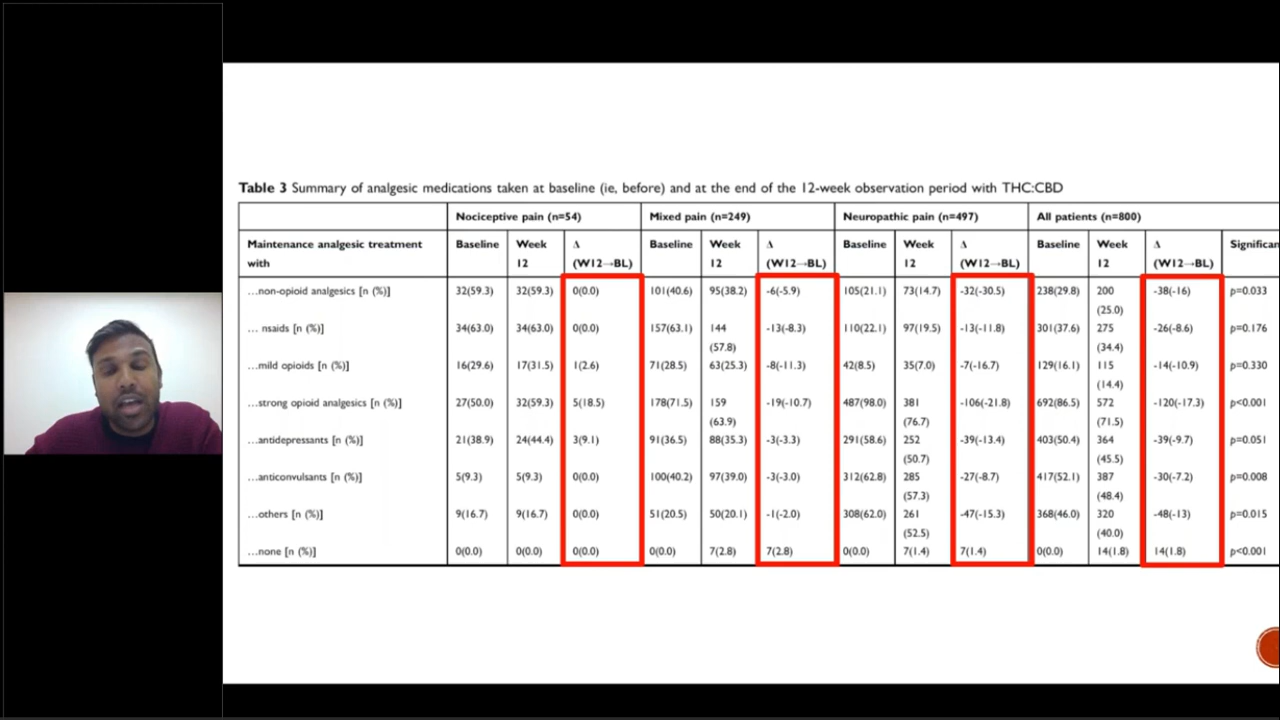 Table 3 Summary of analgesic medications taken at baseline (ie, before) and at the end of the 12-week observation period with THC:CBD
Nociceptive pain (n=54) Mixed pain (n=249) Neuropathic pain (n=497) All patients (n=800)
Maintenance analgesic treatment with Baseline Week 12 Δ (W12→BL) Baseline Week 12 Δ (W12→BL) Baseline Week 12 Δ (W12→BL) Baseline Week 12 Δ (W12→BL) Significan
...non-opioid analgesics [n (%)] 32(59.3) 32(59.3) 0(0.0) 101(40.6) 95(38.2) -6(-5.9) 105(21.1) 73(14.7) -32(-30.5) 238(29.8) 200 (25.0) -38(-16) p=0.033
... nsaids [n (%)] 34(63.0) 34(63.0) 0(0.0) 157(63.1) 144 (57.8) -13(-8.3) 110(22.1) 97(19.5) -13(-11.8) 301(37.6) 275 (34.4) -26(-8.6) p=0.176
...mild opioids [n (%)] 16(29.6) 17(31.5) 1(2.6) 71(28.5) 63(25.3) -8(-11.3) 42(8.5) 35(7.0) -7(-16.7) 129(16.1) 115 (14.4) -14(-10.9) p=0.330
...strong opioid analgesics [n (%)] 27(50.0) 32(59.3) 5(18.5) 178(71.5) 159 (63.9) -19(-10.7) 487(98.0) 381 (76.7) -106(-21.8) 692(86.5) 572 (71.5) -120(-17.3) p<0.001
...antidepressants [n (%)] 21(38.9) 24(44.4) 3(9.1) 91(36.5) 88(35.3) -3(-3.3) 291(58.6) 252 (50.7) -39(-13.4) 403(50.4) 364 (45.5) -39(-9.7) p=0.051
...anticonvulsants [n (%)] 5(9.3) 5(9.3) 0(0.0) 100(40.2) 97(39.0) -3(-3.0) 312(62.8) 285 (57.3) -27(-8.7) 417(52.1) 387 (48.4) -30(-7.2) p=0.008
...others [n (%)] 9(16.7) 9(16.7) 0(0.0) 51(20.5) 50(20.1) -1(-2.0) 308(62.0) 261 (52.5) -47(-15.3) 368(46.0) 320 (40.0) -48(-13) p=0.015
...none [n (%)] 0(0.0) 0(0.0) 0(0.0) 0(0.0) 7(2.8) 7(2.8) 0(0.0) 7(1.4) 7(1.4) 0(0.0) 14(1.8) 14(1.8) p<0.001